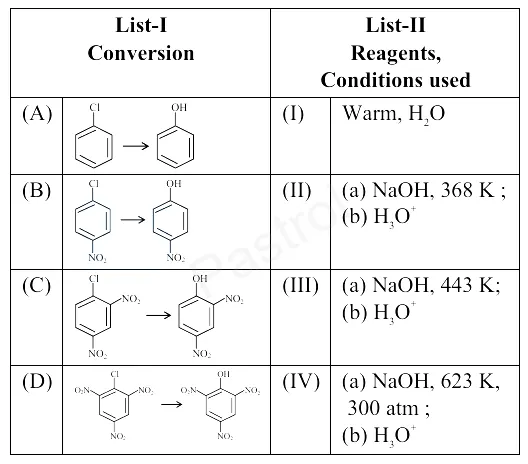 List-I
Conversion
List-II
Reagents,
Conditions used
(A)
Cl
OH
(I)
Warm, H₂O
(B)
Cl
OH
NO₂
NO₂
(II)
(a) NaOH, 368 K ;
(b) H₃O⁺
(C)
Cl
NO₂
NO₂
OH
NO₂
NO₂
(III)
(a) NaOH, 443 K;
(b) H₃O⁺
(D)
Cl
O₂N
NO₂
NO₂
OH
O₂N
NO₂
NO₂
(IV)
(a) NaOH, 623 K,
300 atm ;
(b) H₃O⁺